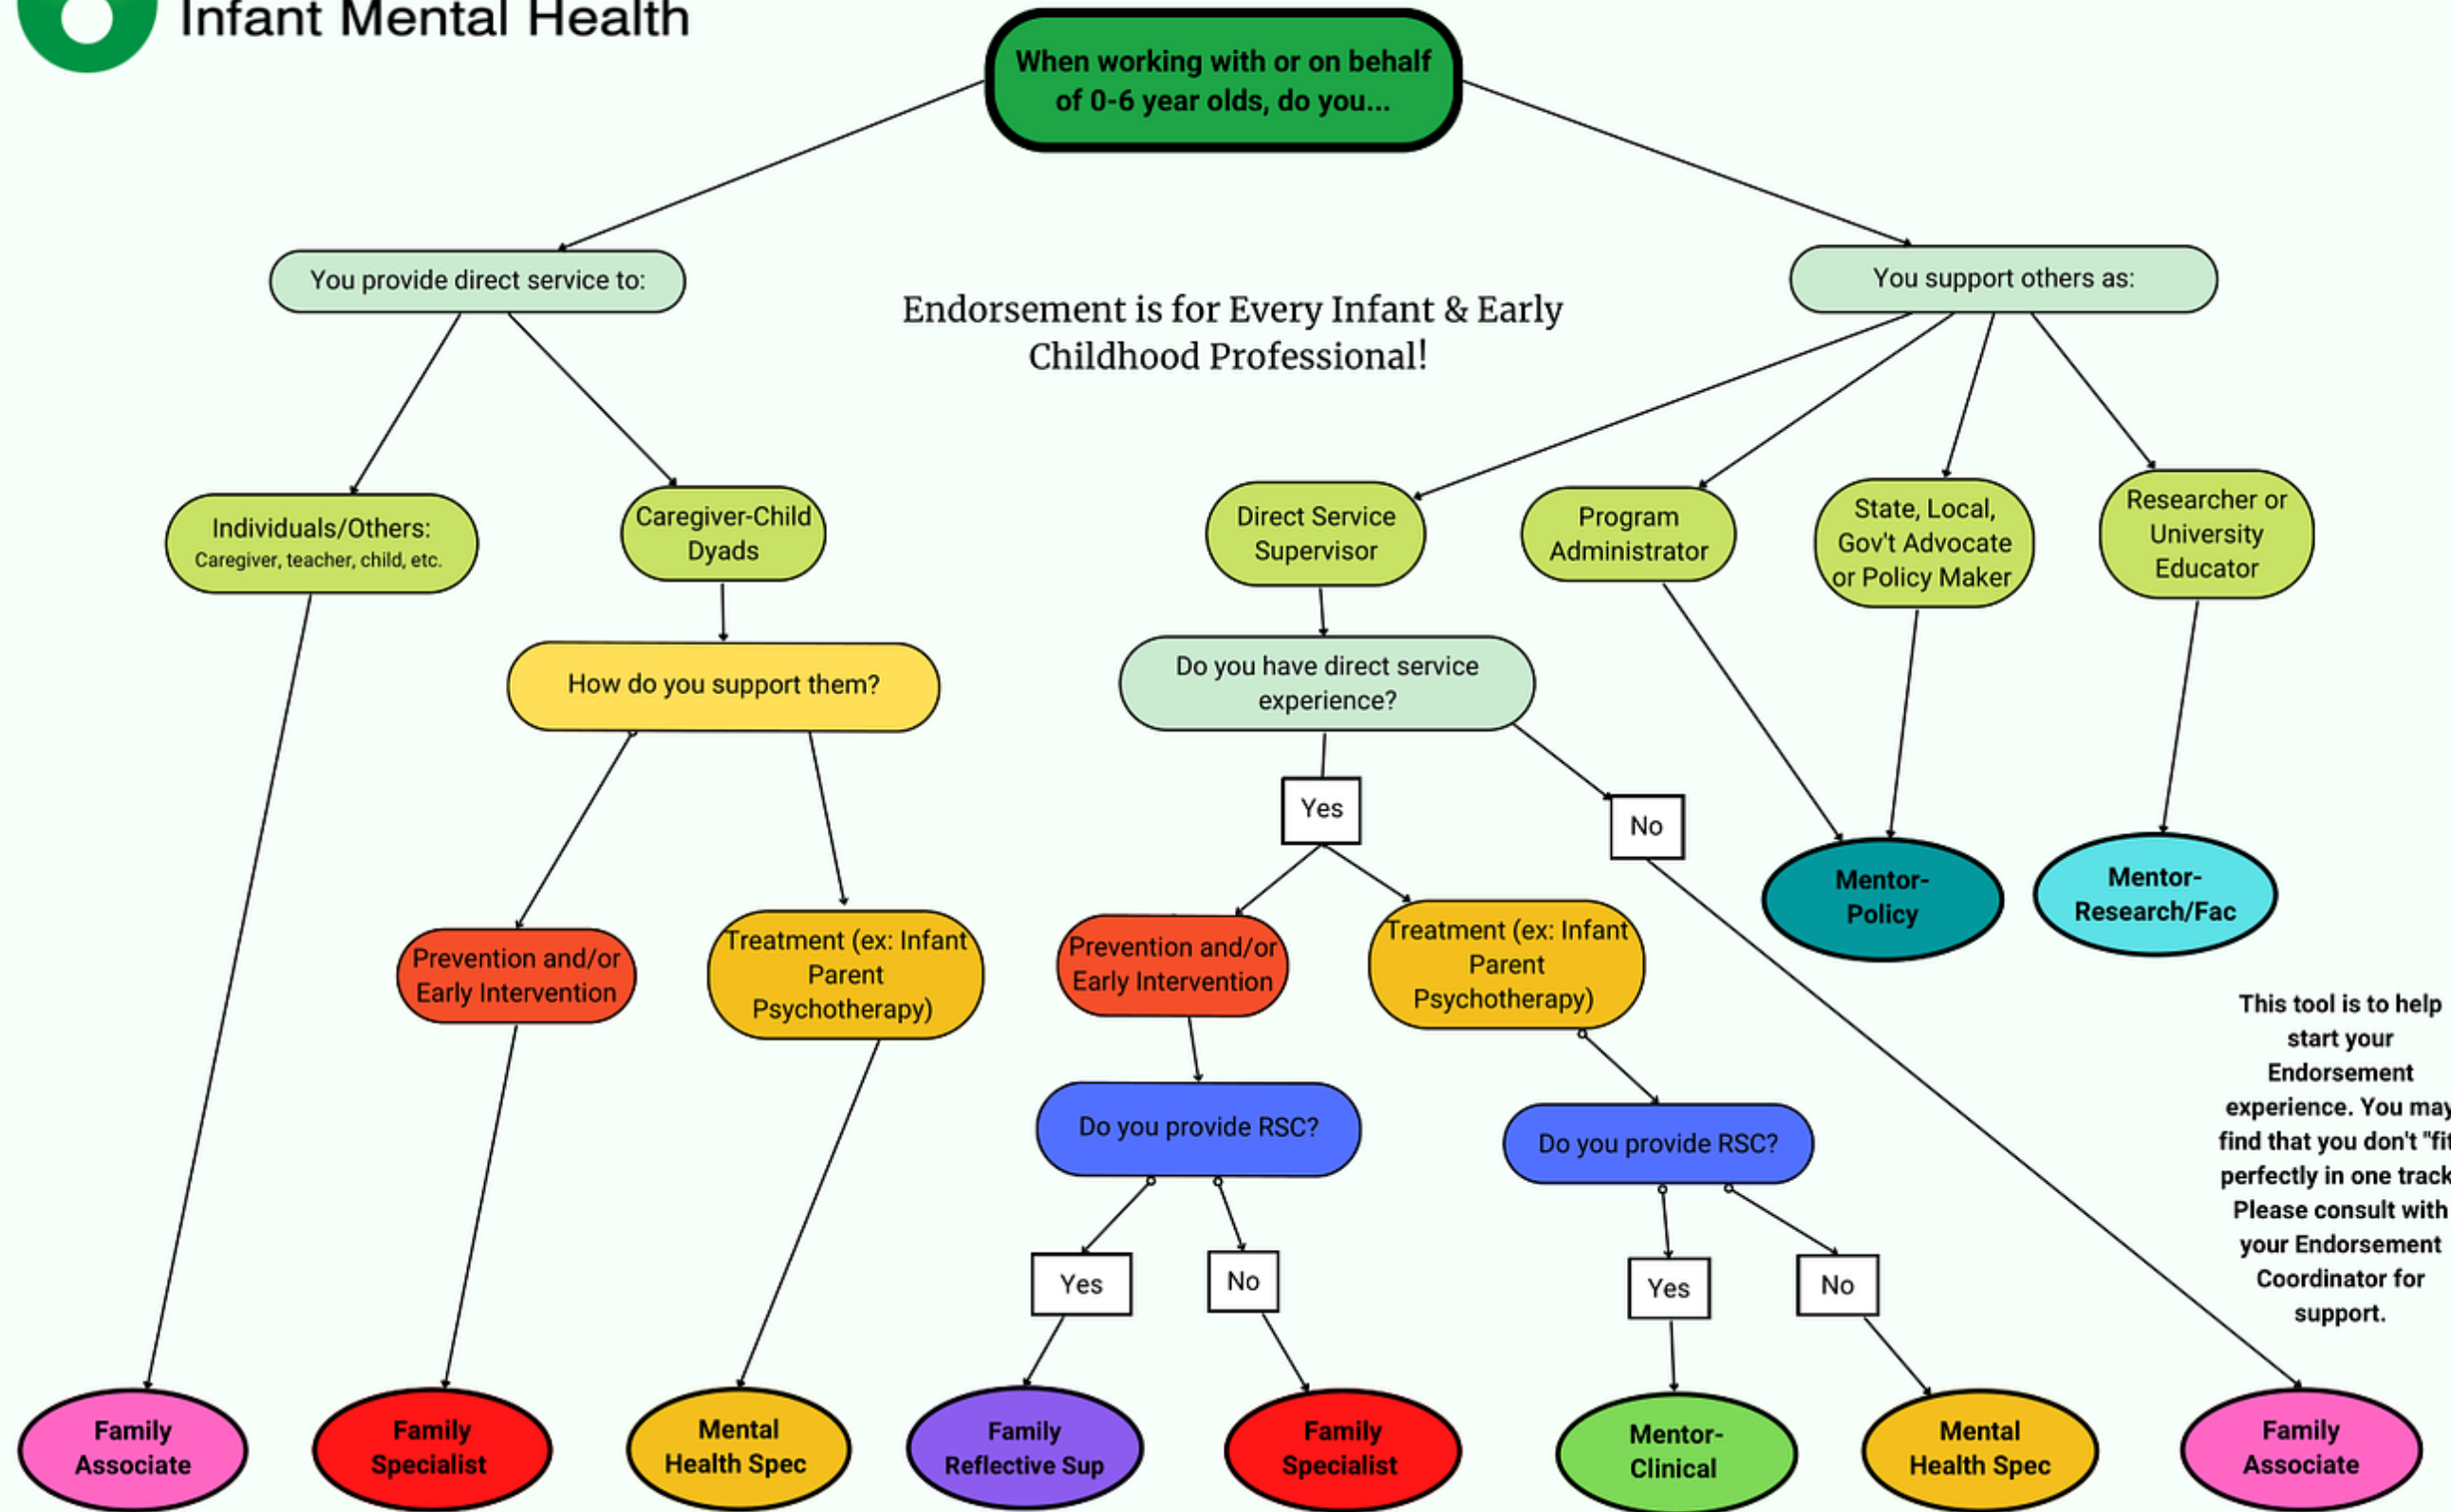 Infant Mental Health
When working with or on behalf
of 0-6 year olds, do you...
You provide direct service to:
You support others as:
Endorsement is for Every Infant & Early
Childhood Professional!
Individuals/Others:
Caregiver, teacher, child, etc.
Caregiver-Child
Dyads
Direct Service
Supervisor
Program
Administrator
State, Local,
Gov't Advocate
or Policy Maker
Researcher or
University
Educator
How do you support them?
Do you have direct service
experience?
Yes
No
Mentor-
Policy
Mentor-
Research/Fac
Prevention and/or
Early Intervention
Treatment (ex: Infant
Parent
Psychotherapy)
Prevention and/or
Early Intervention
Treatment (ex: Infant
Parent
Psychotherapy)
This tool is to help
start your
Endorsement
experience. You may
find that you don't "fit
perfectly in one track
Please consult with
your Endorsement
Coordinator for
support.
Do you provide RSC?
Do you provide RSC?
Yes
No
Yes
No
Family
Associate
Family
Specialist
Mental
Health Spec
Family
Reflective Sup
Family
Specialist
Mentor-
Clinical
Mental
Health Spec
Family
Associate